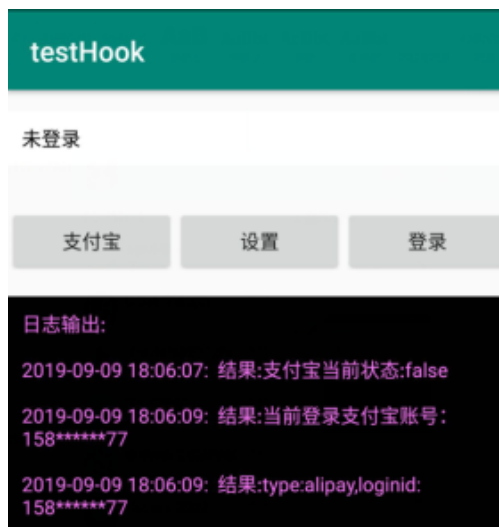 testHook
未登录
支付宝 设置 登录
日志输出:
2019-09-09 18:06:07: 结果:支付宝当前状态:false
2019-09-09 18:06:09: 结果:当前登录支付宝账号：
158******77
2019-09-09 18:06:09: 结果:type:alipay,loginid:
158******77